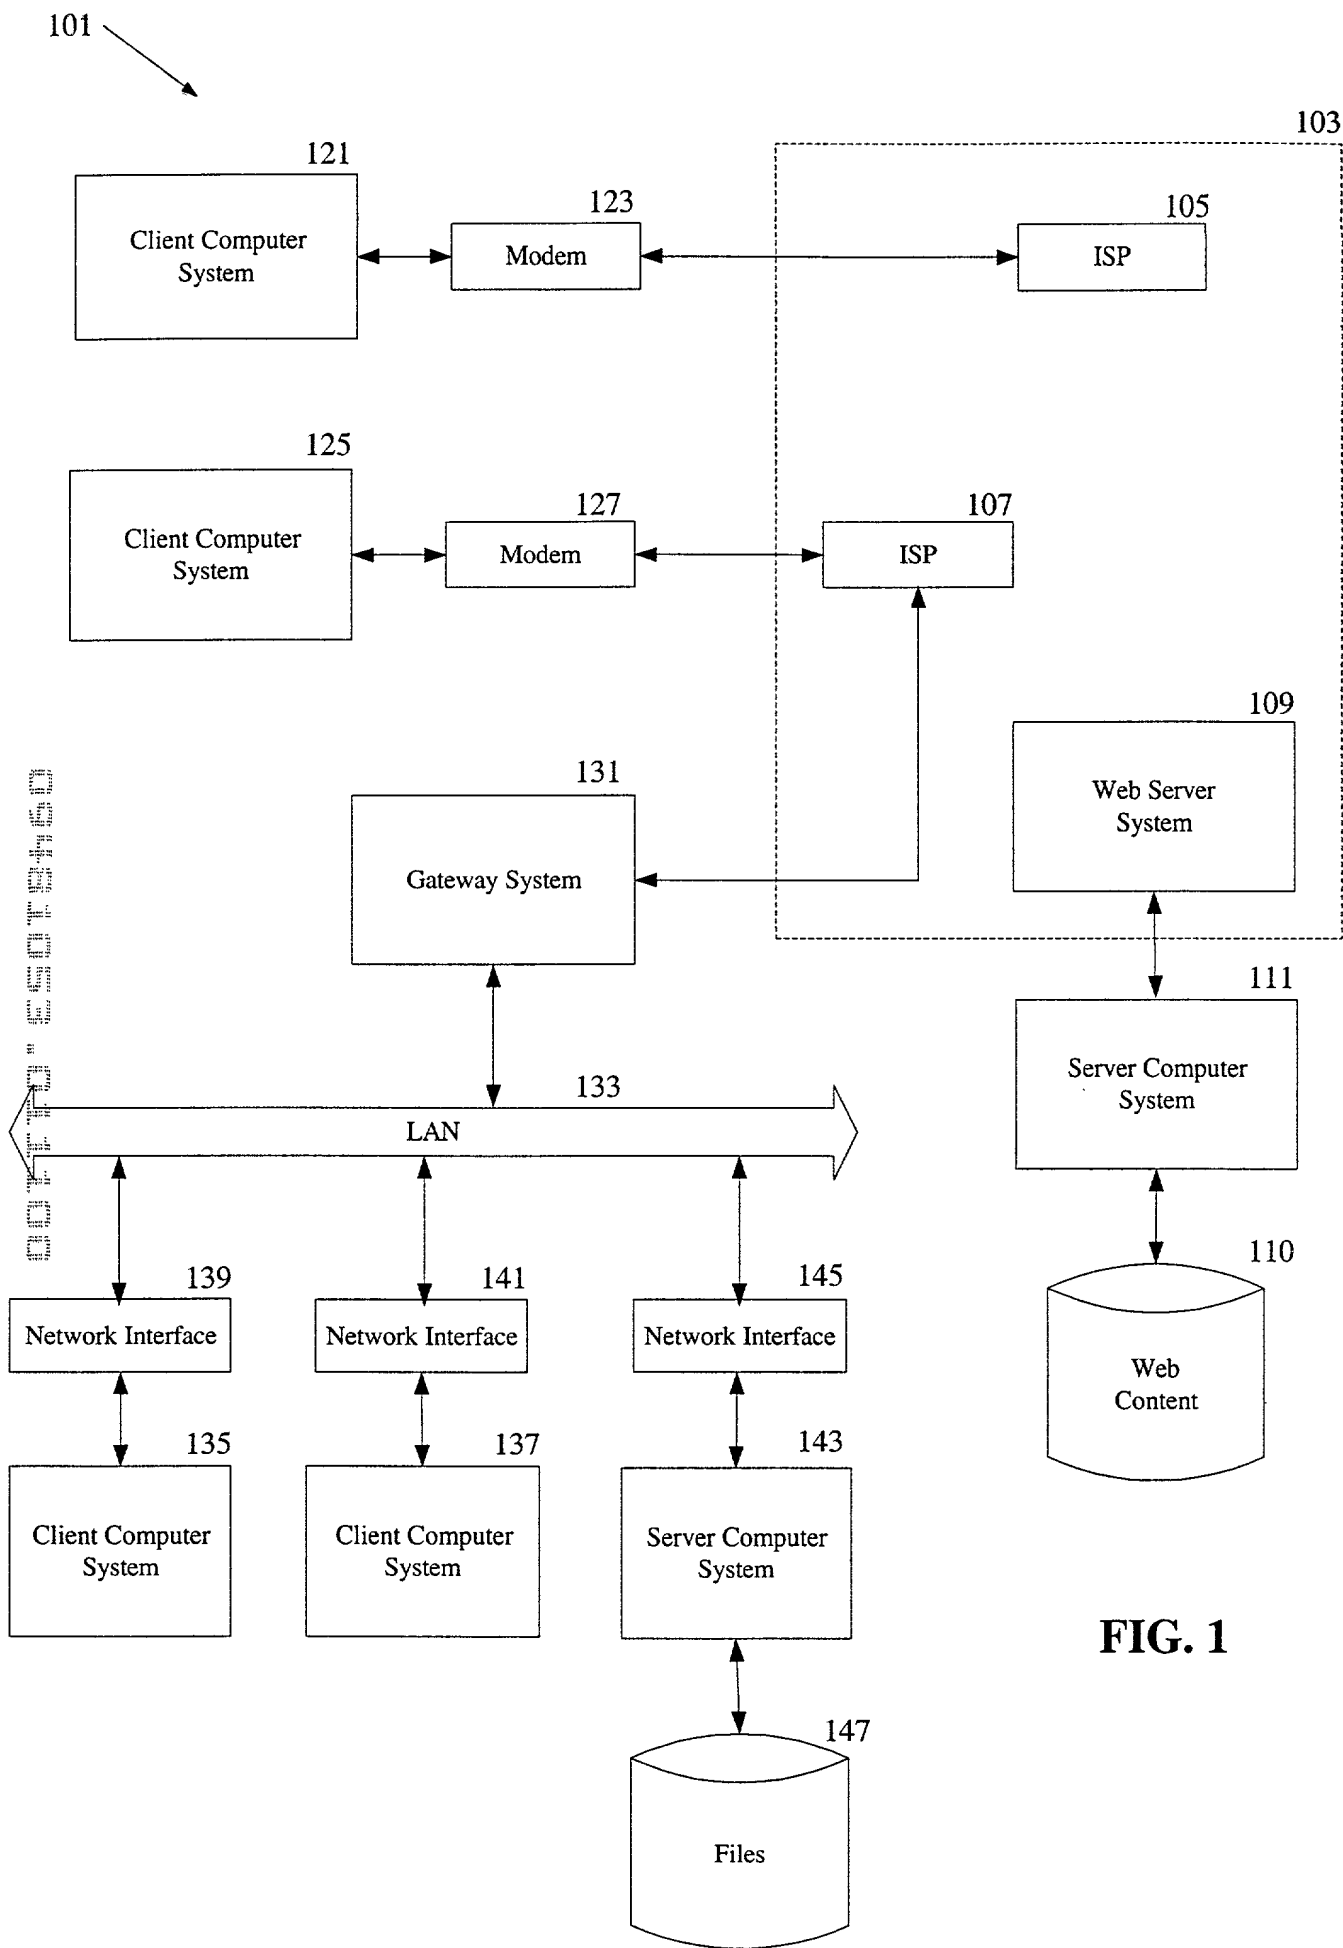 101
103
121
Client Computer
System
123
Modem
105
ISP
125
Client Computer
System
127
Modem
107
ISP
109
Web Server
System
131
Gateway System
111
Server Computer
System
133
LAN
110
Web
Content
139
Network Interface
141
Network Interface
145
Network Interface
135
Client Computer
System
137
Client Computer
System
143
Server Computer
System
147
Files
FIG. 1